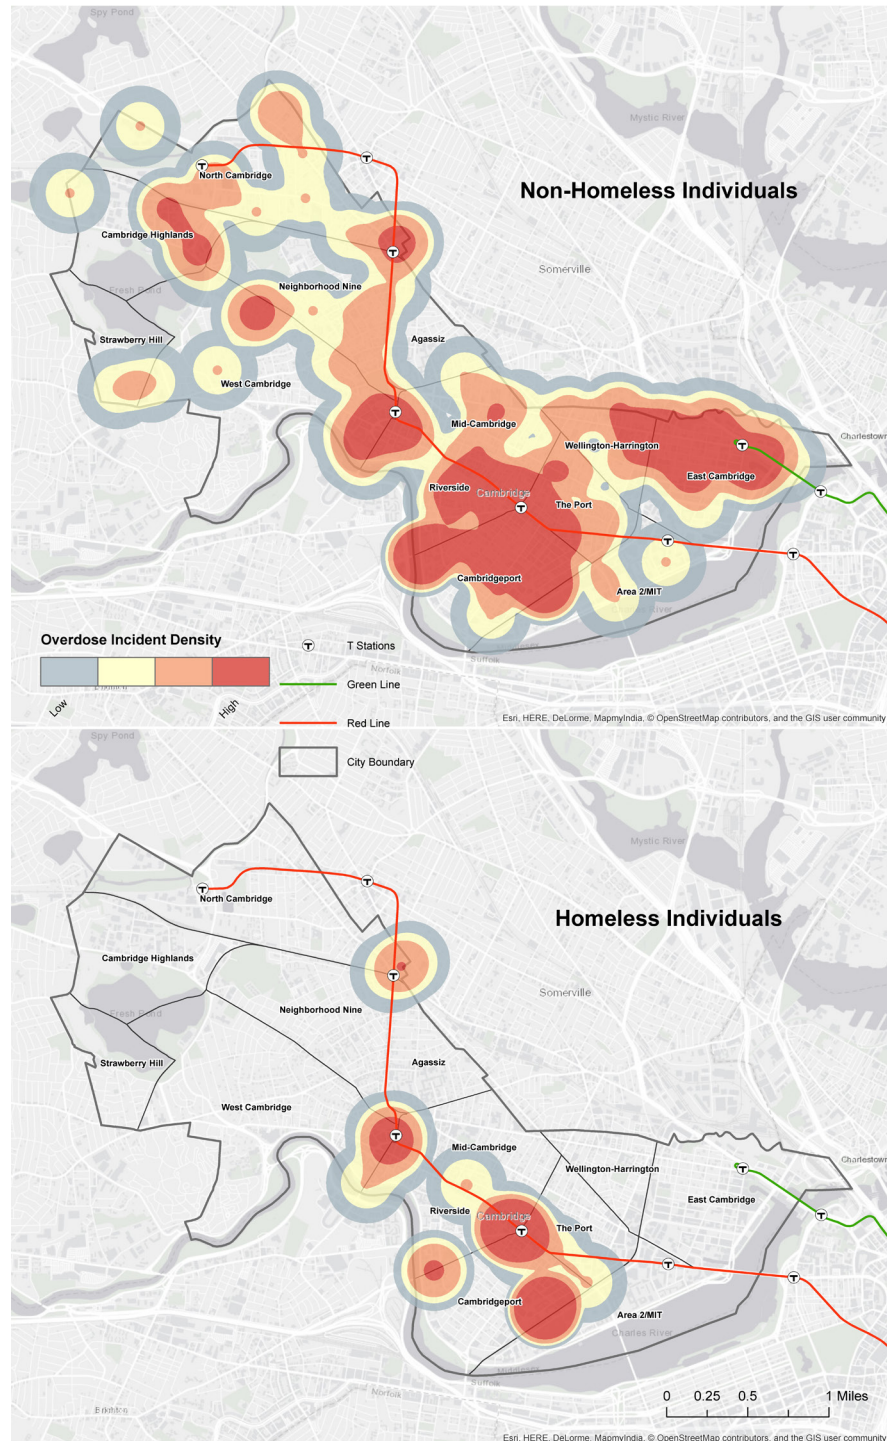 Spy Pond
Mystic River
North Cambridge
Non-Homeless Individuals
Cambridge Highlands
Somerville
Neighborhood Nine
Fresh Pond
Strawberry Hill
Agassiz
West Cambridge
Mid-Cambridge
Charlestown
Wellington-Harrington
East Cambridge
Riverside
Cambridge
The Port
Cambridgeport
Area 2/MIT
Charles River
Overdose Incident Density
T Stations
Suffolk
Norfolk
Green Line
Low
High
Red Line
Esri, HERE, DeLorme, MapmyIndia, © OpenStreetMap contributors, and the GIS user community
Spy Pond
City Boundary
Mystic River
North Cambridge
Homeless Individuals
Cambridge Highlands
Somerville
Neighborhood Nine
Fresh Pond
Strawberry Hill
Agassiz
West Cambridge
Mid-Cambridge
Charlestown
Wellington-Harrington
East Cambridge
Riverside
Cambridge
The Port
Cambridgeport
Area 2/MIT
Charles River
Suffolk
Norfolk
0 0.25 0.5 1 Miles
Brighton
Esri, HERE, DeLorme, MapmyIndia, © OpenStreetMap contributors, and the GIS user community